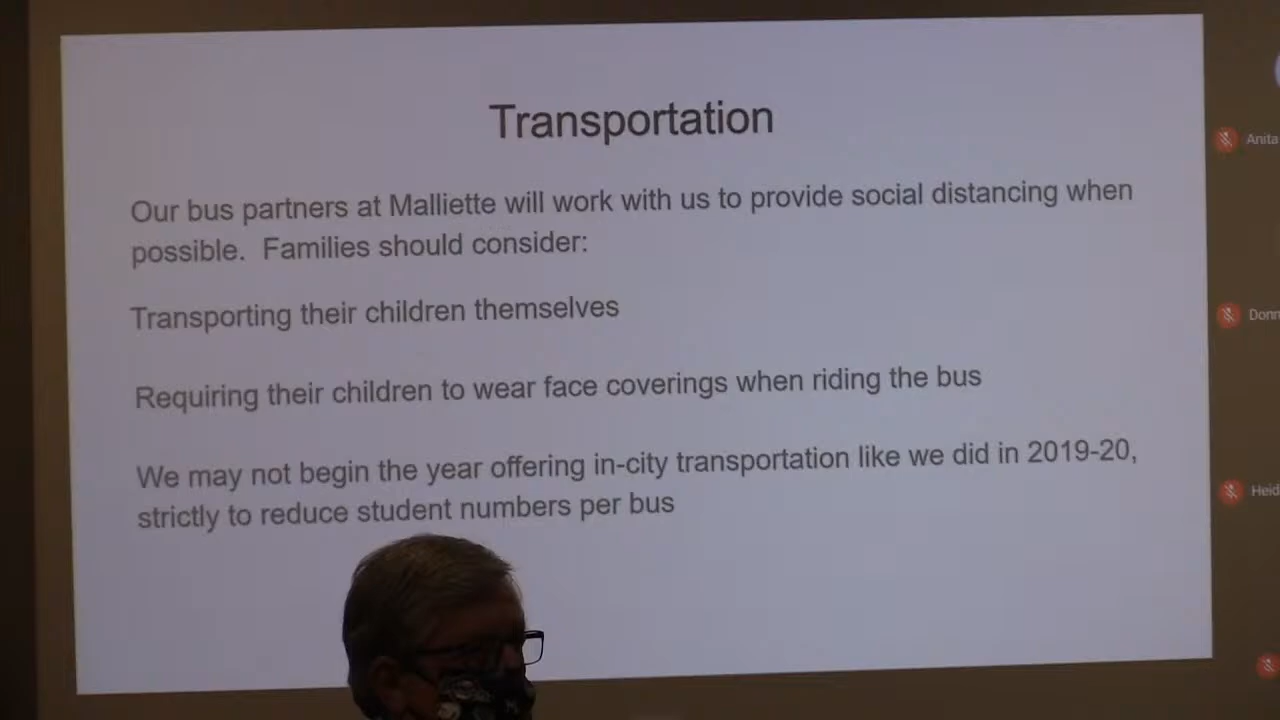 Transportation
Our bus partners at Malliette will work with us to provide social distancing when
possible. Families should consider:
Transporting their children themselves
Requiring their children to wear face coverings when riding the bus
We may not begin the year offering in-city transportation like we did in 2019-20,
strictly to reduce student numbers per bus
Anita
Donn
Heid